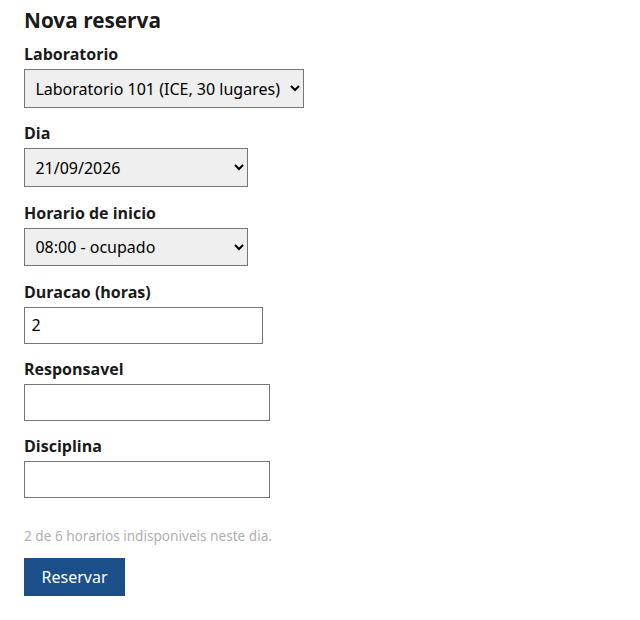 Nova reserva
Laboratorio
Laboratorio 101 (ICE, 30 lugares)
Dia
21/09/2026
Horario de inicio
08:00 - ocupado
Duracao (horas)
2
Responsavel
Disciplina
2 de 6 horarios indisponiveis neste dia.
Reservar